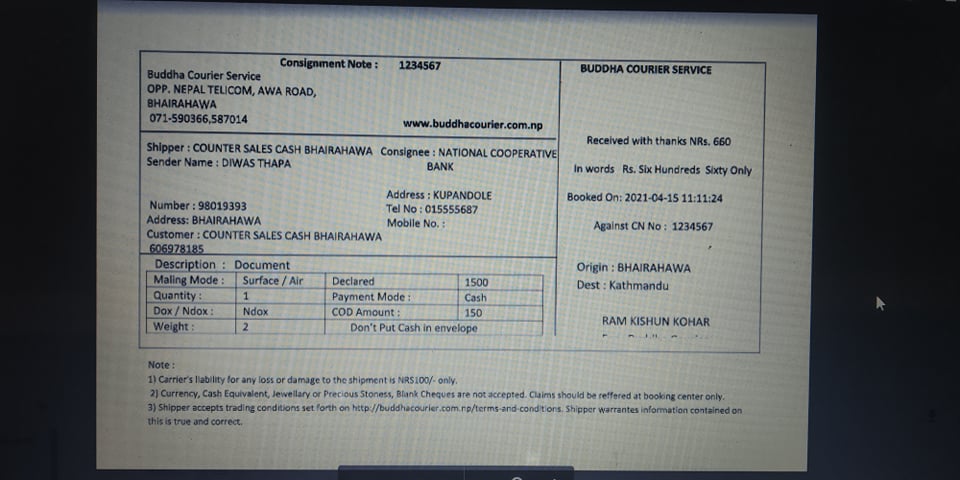 Consignment Note : 1234567
Buddha Courier Service
OPP. NEPAL TELICOM, AWA ROAD,
BHAIRAHAWA
071-590366,587014
www.buddhacourier.com.np
Shipper : COUNTER SALES CASH BHAIRAHAWA
Sender Name : DIWAS THAPA
Consignee : NATIONAL COOPERATIVE
BANK
Number : 98019393
Address: BHAIRAHAWA
Customer : COUNTER SALES CASH BHAIRAHAWA
606978185
Address : KUPANDOLE
Tel No : 015555687
Mobile No. :
Description : Document
Maling Mode : Surface / Air Declared 1500
Quantity : 1 Payment Mode : Cash
Dox / Ndox : Ndox COD Amount : 150
Weight : 2 Don't Put Cash in envelope
BUDDHA COURIER SERVICE
Received with thanks NRs. 660
In words Rs. Six Hundreds Sixty Only
Booked On: 2021-04-15 11:11:24
Against CN No : 1234567
Origin : BHAIRAHAWA
Dest : Kathmandu
RAM KISHUN KOHAR
Note :
1) Carrier's liability for any loss or damage to the shipment is NRS100/- only.
2) Currency, Cash Equivalent, Jewellary or Precious Stoness, Blank Cheques are not accepted. Claims should be reffered at booking center only.
3) Shipper accepts trading conditions set forth on http://buddhacourier.com.np/terms-and-conditions. Shipper warrantes information contained on
this is true and correct.